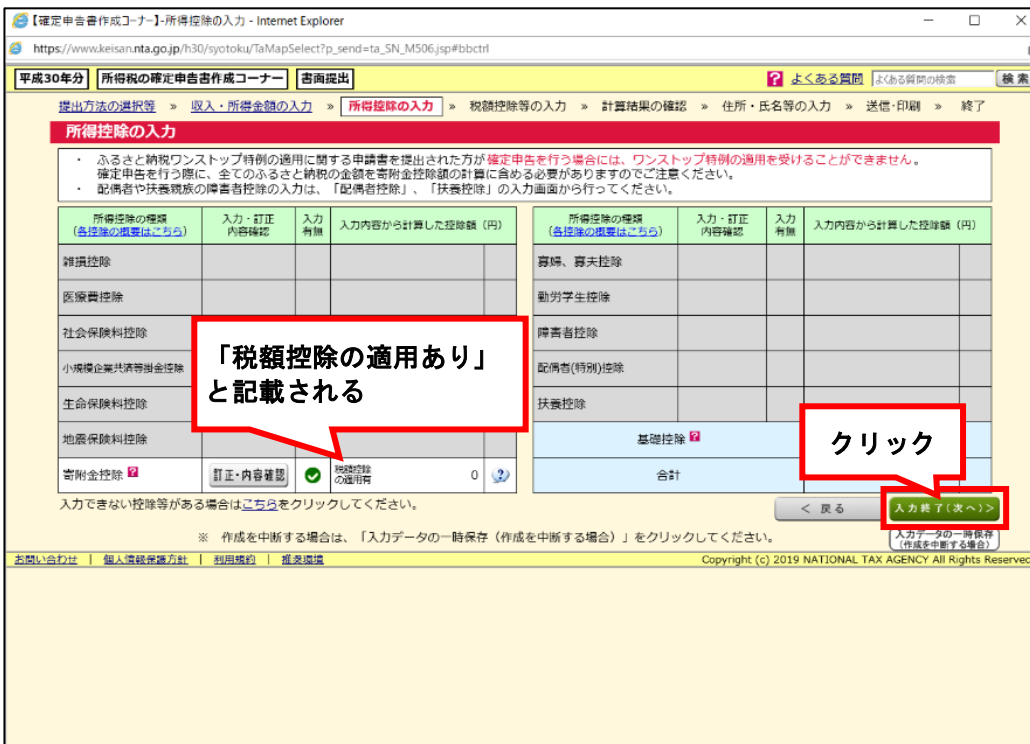 【確定申告書作成コーナー】-所得控除の入力 - Internet Explorer
https://www.keisan.nta.go.jp/h30/syotoku/TaMapSelect?p_send=ta_SN_M506.jsp#bbctrl
平成30年分 所得税の確定申告書作成コーナー 書面提出 ? よくある質問 よくある質問の検索 検索
提出方法の選択等 » 収入・所得金額の入力 » 所得控除の入力 » 税額控除等の入力 » 計算結果の確認 » 住所・氏名等の入力 » 送信・印刷 » 終了
所得控除の入力
・ ふるさと納税ワンストップ特例の適用に関する申請書を提出された方が確定申告を行う場合には、ワンストップ特例の適用を受けることができません。
確定申告を行う際に、全てのふるさと納税の金額を寄附金控除額の計算に含める必要がありますのでご注意ください。
・ 配偶者や扶養親族の障害者控除の入力は、「配偶者控除」、「扶養控除」の入力画面から行ってください。
所得控除の種類 入力・訂正 入力 入力内容から計算した控除額（円） 所得控除の種類 入力・訂正 入力 入力内容から計算した控除額（円）
（各控除の概要はこちら） 内容確認 有無 （各控除の概要はこちら） 内容確認 有無
雑損控除 寡婦、寡夫控除
医療費控除 勤労学生控除
社会保険料控除 障害者控除
小規模企業共済等掛金控除 配偶者(特別)控除
生命保険料控除 扶養控除
地震保険料控除 基礎控除 ?
寄附金控除 ? 訂正・内容確認 税額控除の適用有 0 ? 合計
「税額控除の適用あり」
と記載される
クリック
入力できない控除等がある場合はこちらをクリックしてください。
< 戻る 入力終了(次へ)>
※ 作成を中断する場合は、「入力データの一時保存（作成を中断する場合）」をクリックしてください。
入力データの一時保存
(作成を中断する場合)
お問い合わせ | 個人情報保護方針 | 利用規約 | 推奨環境 Copyright (c) 2019 NATIONAL TAX AGENCY All Rights Reserved